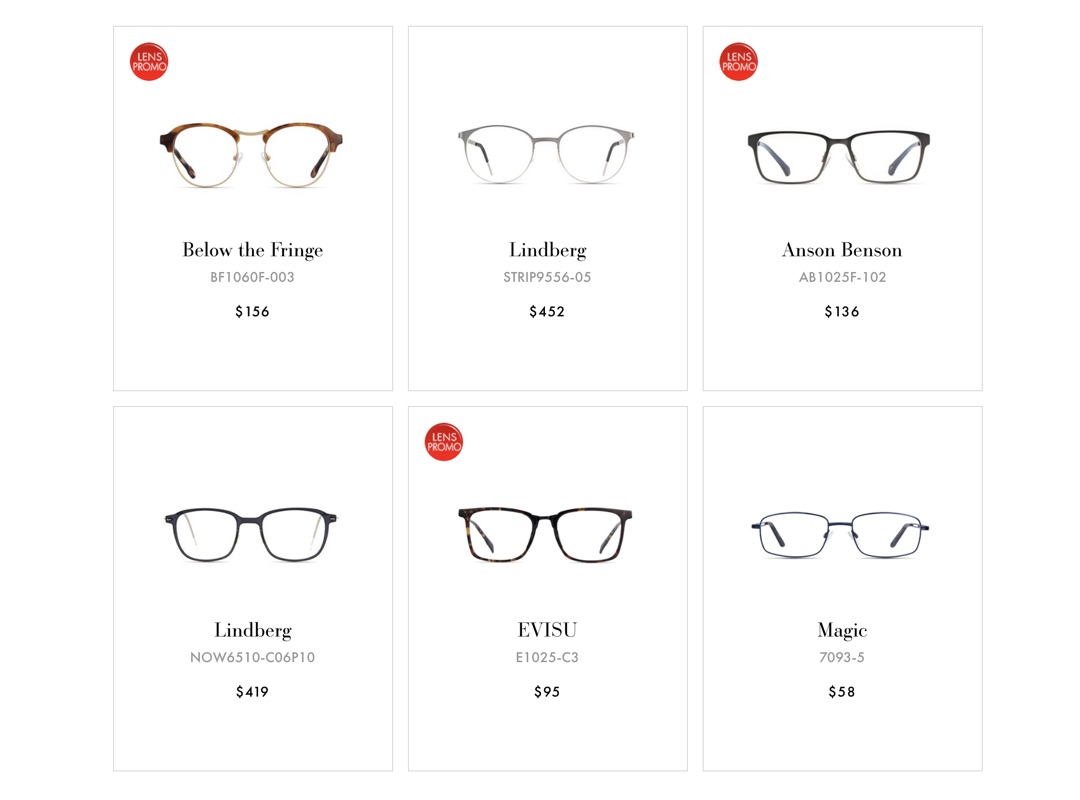 LENS
PROMO
Below the Fringe
BF1060F-003
$156
Lindberg
STRIP9556-05
$452
LENS
PROMO
Anson Benson
AB1025F-102
$136
Lindberg
NOW6510-C06P10
$419
LENS
PROMO
EVISU
E1025-C3
$95
Magic
7093-5
$58